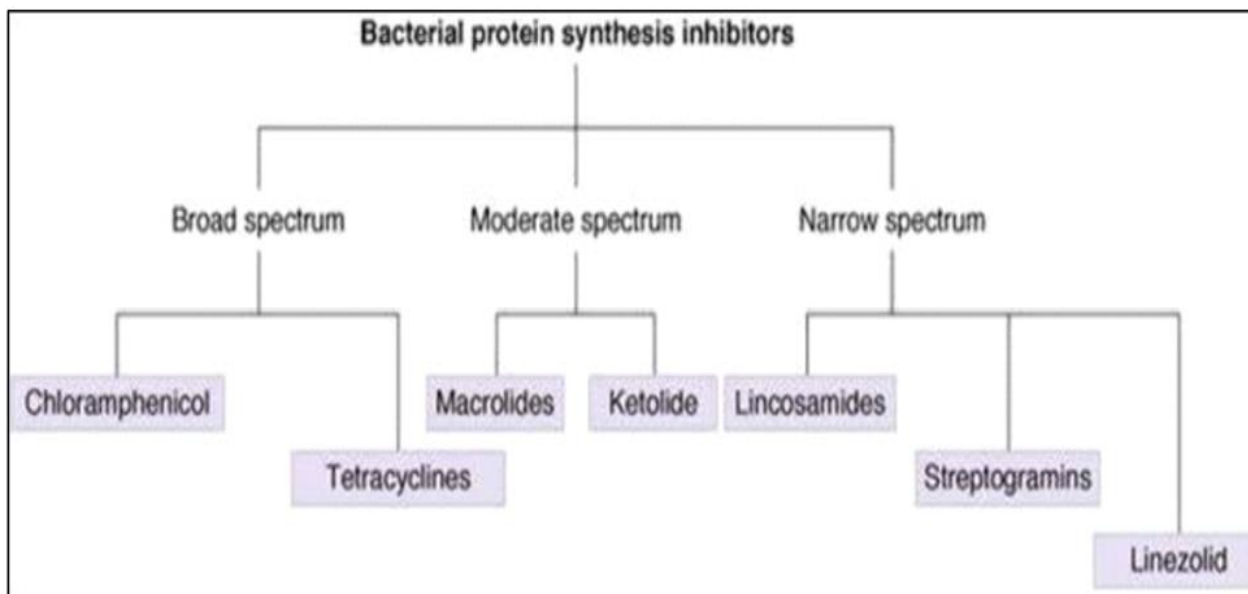 Bacterial protein synthesis inhibitors
Broad spectrum
Moderate spectrum
Narrow spectrum
Chloramphenicol
Macrolides
Ketolide
Lincosamides
Tetracyclines
Streptogramins
Linezolid